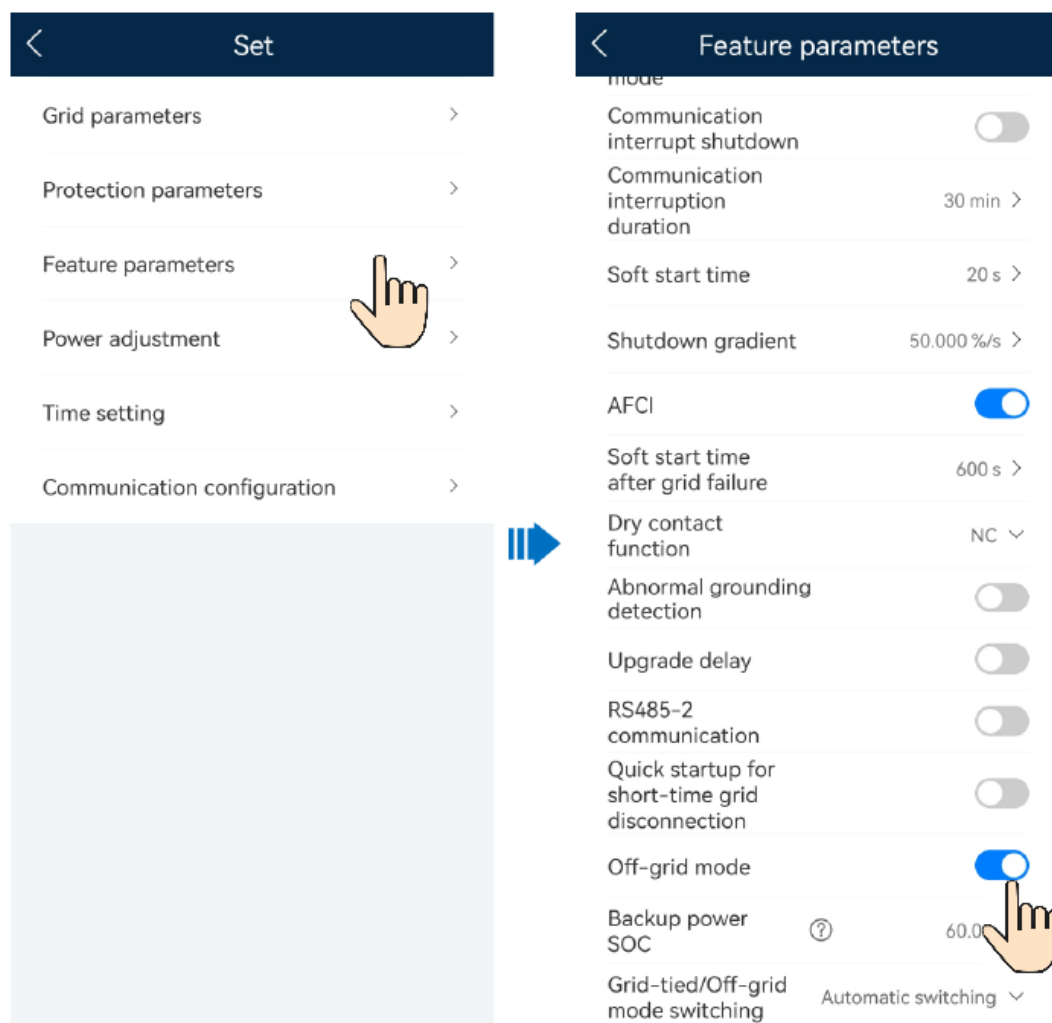 Set
Grid parameters
Protection parameters
Feature parameters
Power adjustment
Time setting
Communication configuration
Feature parameters
mode
Communication
interrupt shutdown
Communication
interruption
duration
30 min
Soft start time
20 s
Shutdown gradient
50.000 %/s
AFCI
Soft start time
after grid failure
600 s
Dry contact
function
NC
Abnormal grounding
detection
Upgrade delay
RS485-2
communication
Quick startup for
short-time grid
disconnection
Off-grid mode
Backup power
SOC
?
Grid-tied/Off-grid
mode switching
Automatic switching